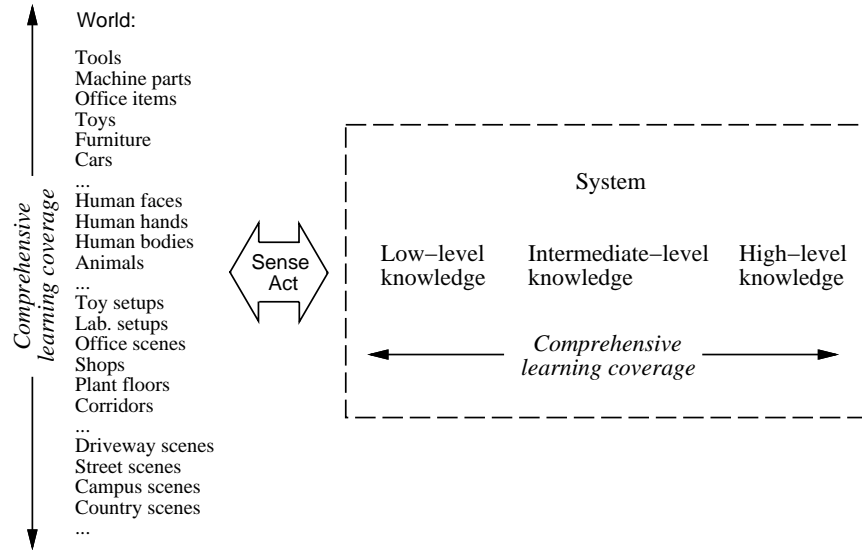 World:
Tools
Machine parts
Office items
Toys
Furniture
Cars
...
Human faces
Human hands
Human bodies
Animals
...
Toy setups
Lab. setups
Office scenes
Shops
Plant floors
Corridors
...
Driveway scenes
Street scenes
Campus scenes
Country scenes
...
Comprehensive
learning coverage
Sense
Act
System
Low−level
knowledge
Intermediate−level
knowledge
High−level
knowledge
Comprehensive
learning coverage